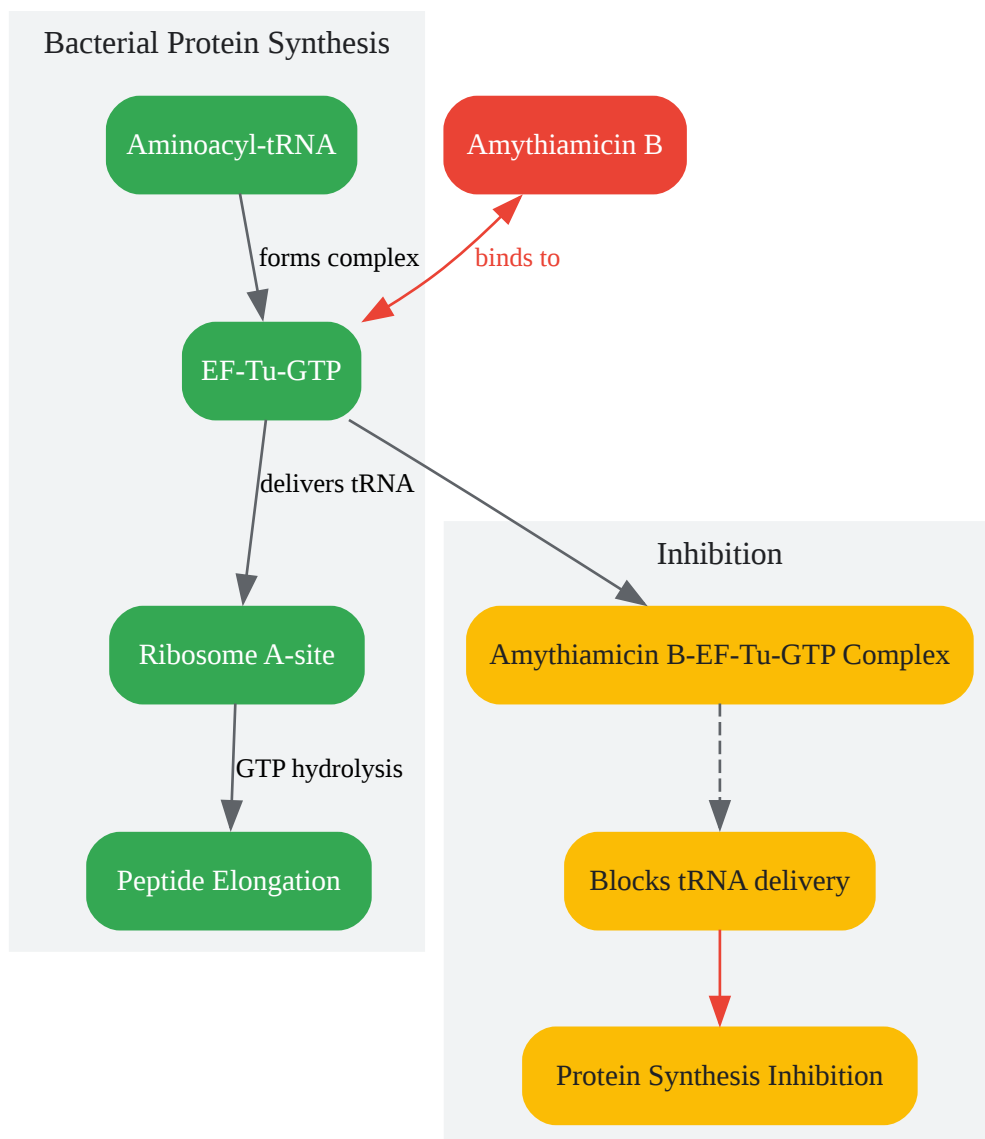 Bacterial Protein Synthesis
Aminoacyl-tRNA
Amythiamicin B
forms complex
binds to
EF-Tu-GTP
delivers tRNA
Inhibition
Ribosome A-site
Amythiamicin B-EF-Tu-GTP Complex
GTP hydrolysis
Peptide Elongation
Blocks tRNA delivery
Protein Synthesis Inhibition